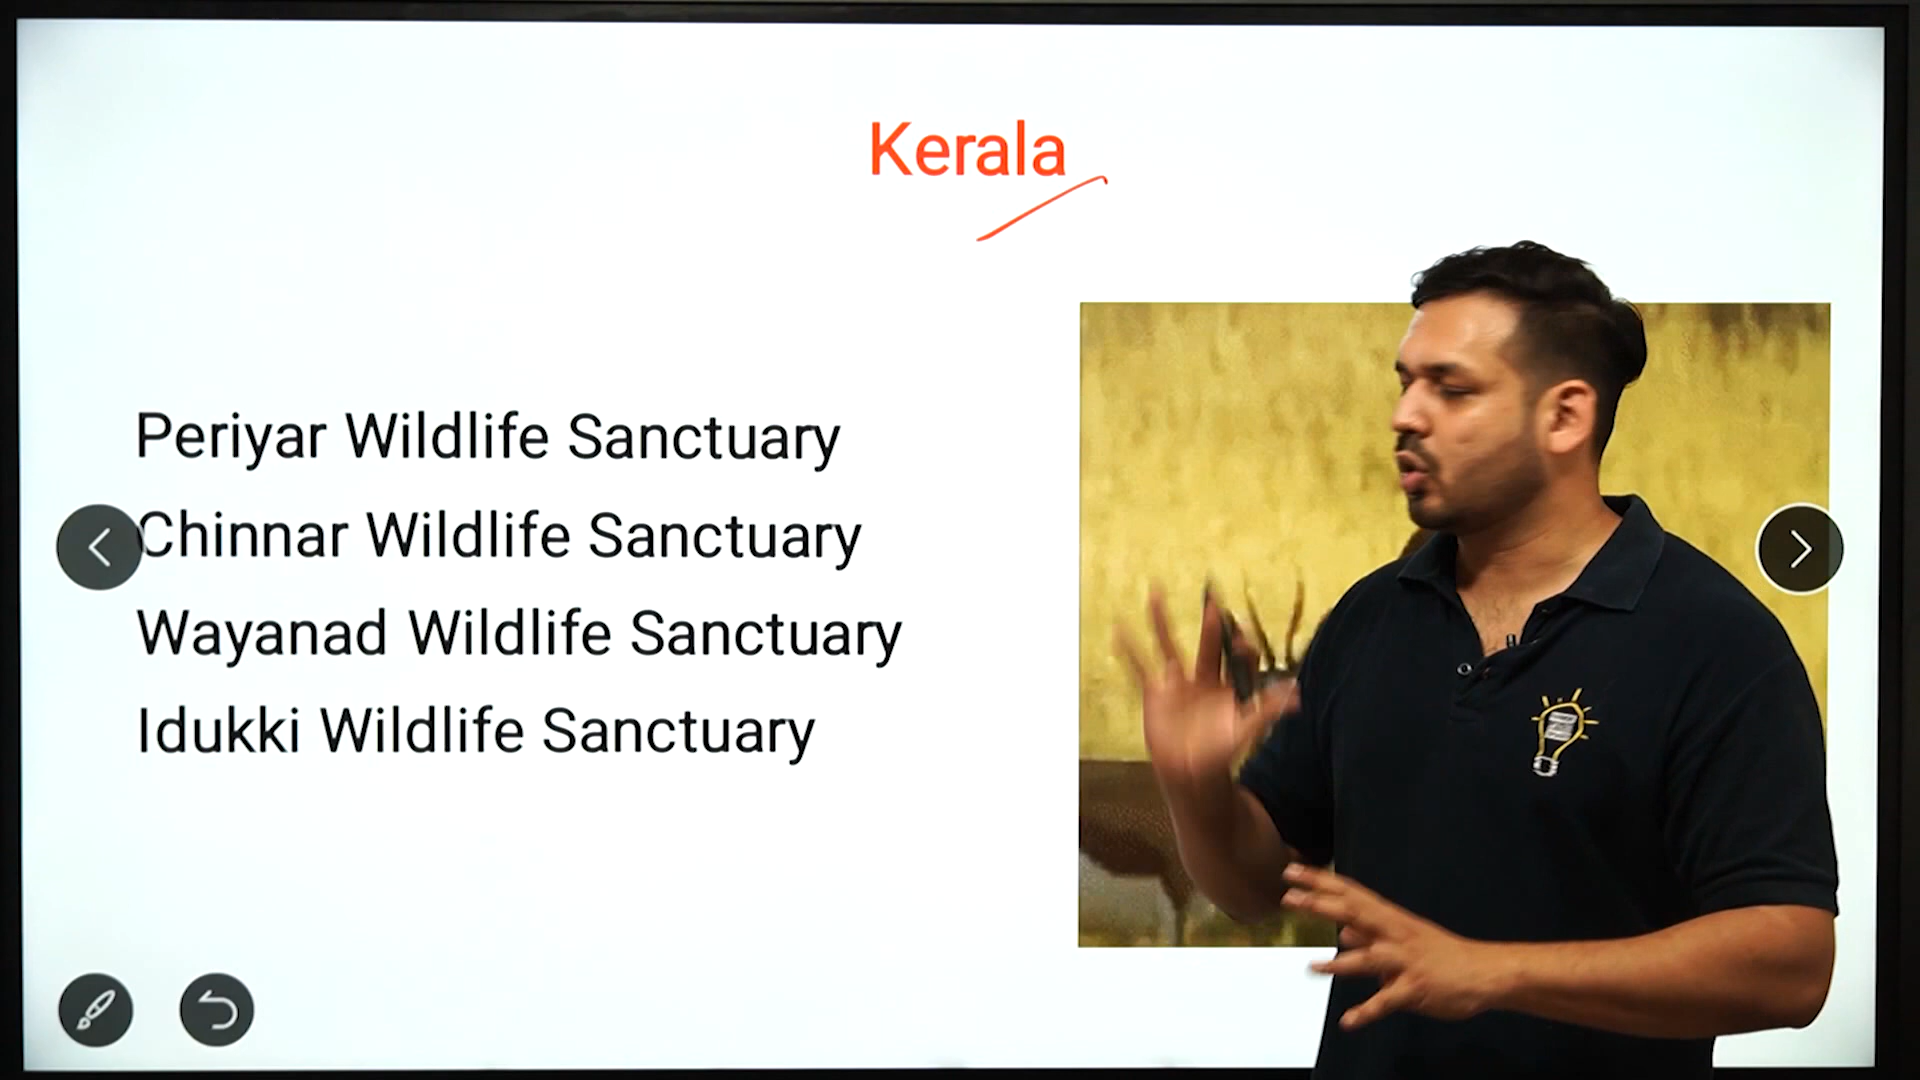 Kerala
Periyar Wildlife Sanctuary
Chinnar Wildlife Sanctuary
Wayanad Wildlife Sanctuary
Idukki Wildlife Sanctuary